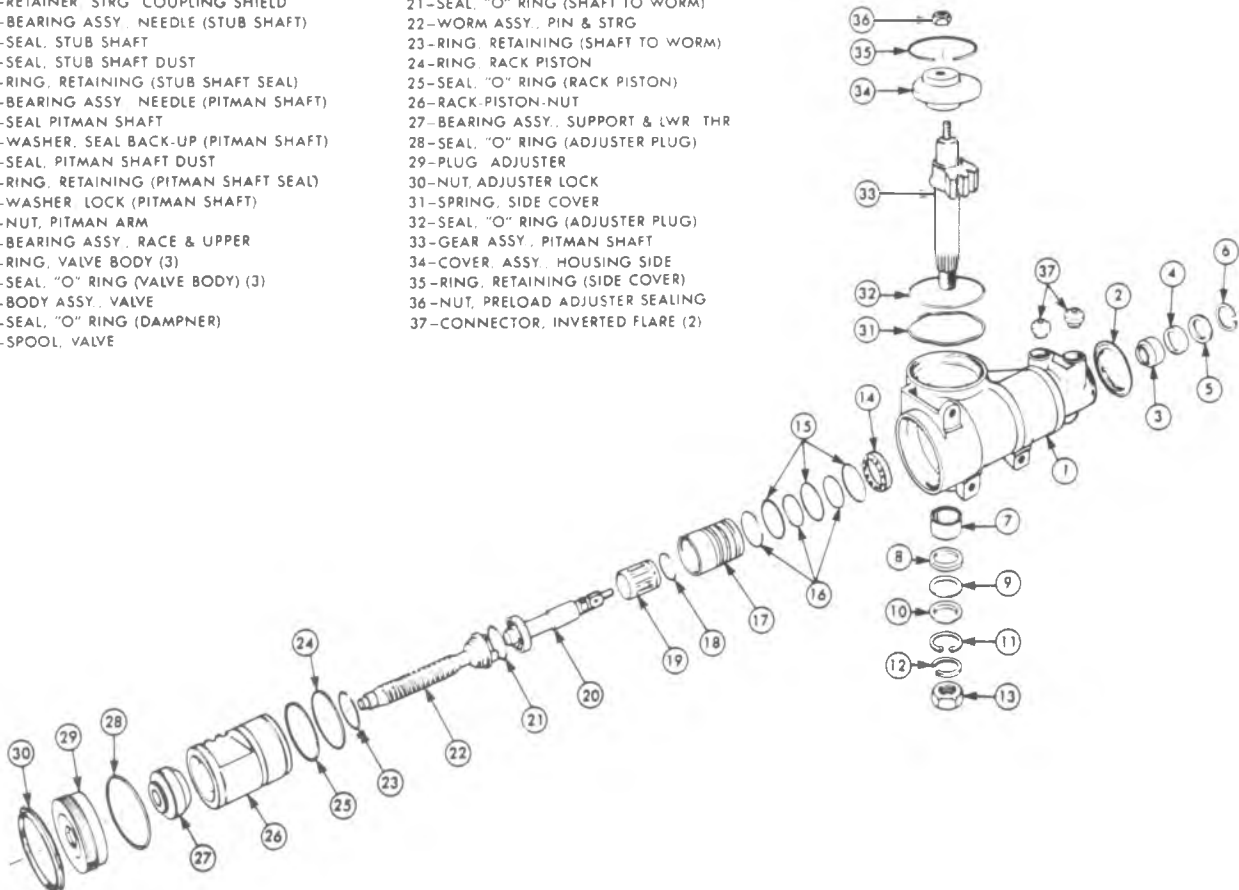 -RETAINER, STRG. COUPLING SHIELD
-BEARING ASSY., NEEDLE (STUB SHAFT)
-SEAL, STUB SHAFT
-SEAL, STUB SHAFT DUST
-RING, RETAINING (STUB SHAFT SEAL)
-BEARING ASSY. NEEDLE (PITMAN SHAFT)
-SEAL PITMAN SHAFT
-WASHER, SEAL BACK-UP (PITMAN SHAFT)
-SEAL, PITMAN SHAFT DUST
-RING, RETAINING (PITMAN SHAFT SEAL)
-WASHER, LOCK (PITMAN SHAFT)
-NUT, PITMAN ARM
-BEARING ASSY., RACE & UPPER
-RING, VALVE BODY (3)
-SEAL, "O" RING (VALVE BODY) (3)
-BODY ASSY., VALVE
-SEAL, "O" RING (DAMPNER)
-SPOOL, VALVE
21-SEAL, "O" RING (SHAFT TO WORM)
22-WORM ASSY., PIN & STRG
23-RING, RETAINING (SHAFT TO WORM)
24-RING, RACK PISTON
25-SEAL, "O" RING (RACK PISTON)
26-RACK-PISTON-NUT
27-BEARING ASSY., SUPPORT & LWR THR
28-SEAL, "O" RING (ADJUSTER PLUG)
29-PLUG ADJUSTER
30-NUT, ADJUSTER LOCK
31-SPRING, SIDE COVER
32-SEAL, "O" RING (ADJUSTER PLUG)
33-GEAR ASSY., PITMAN SHAFT
34-COVER, ASSY., HOUSING SIDE
35-RING, RETAINING (SIDE COVER)
36-NUT, PRELOAD ADJUSTER SEALING
37-CONNECTOR, INVERTED FLARE (2)
36
35
34
33
32
31
37
2
4
6
3
5
1
14
15
7
8
9
10
11
12
13
16
17
18
19
20
21
22
23
24
25
26
27
28
29
30